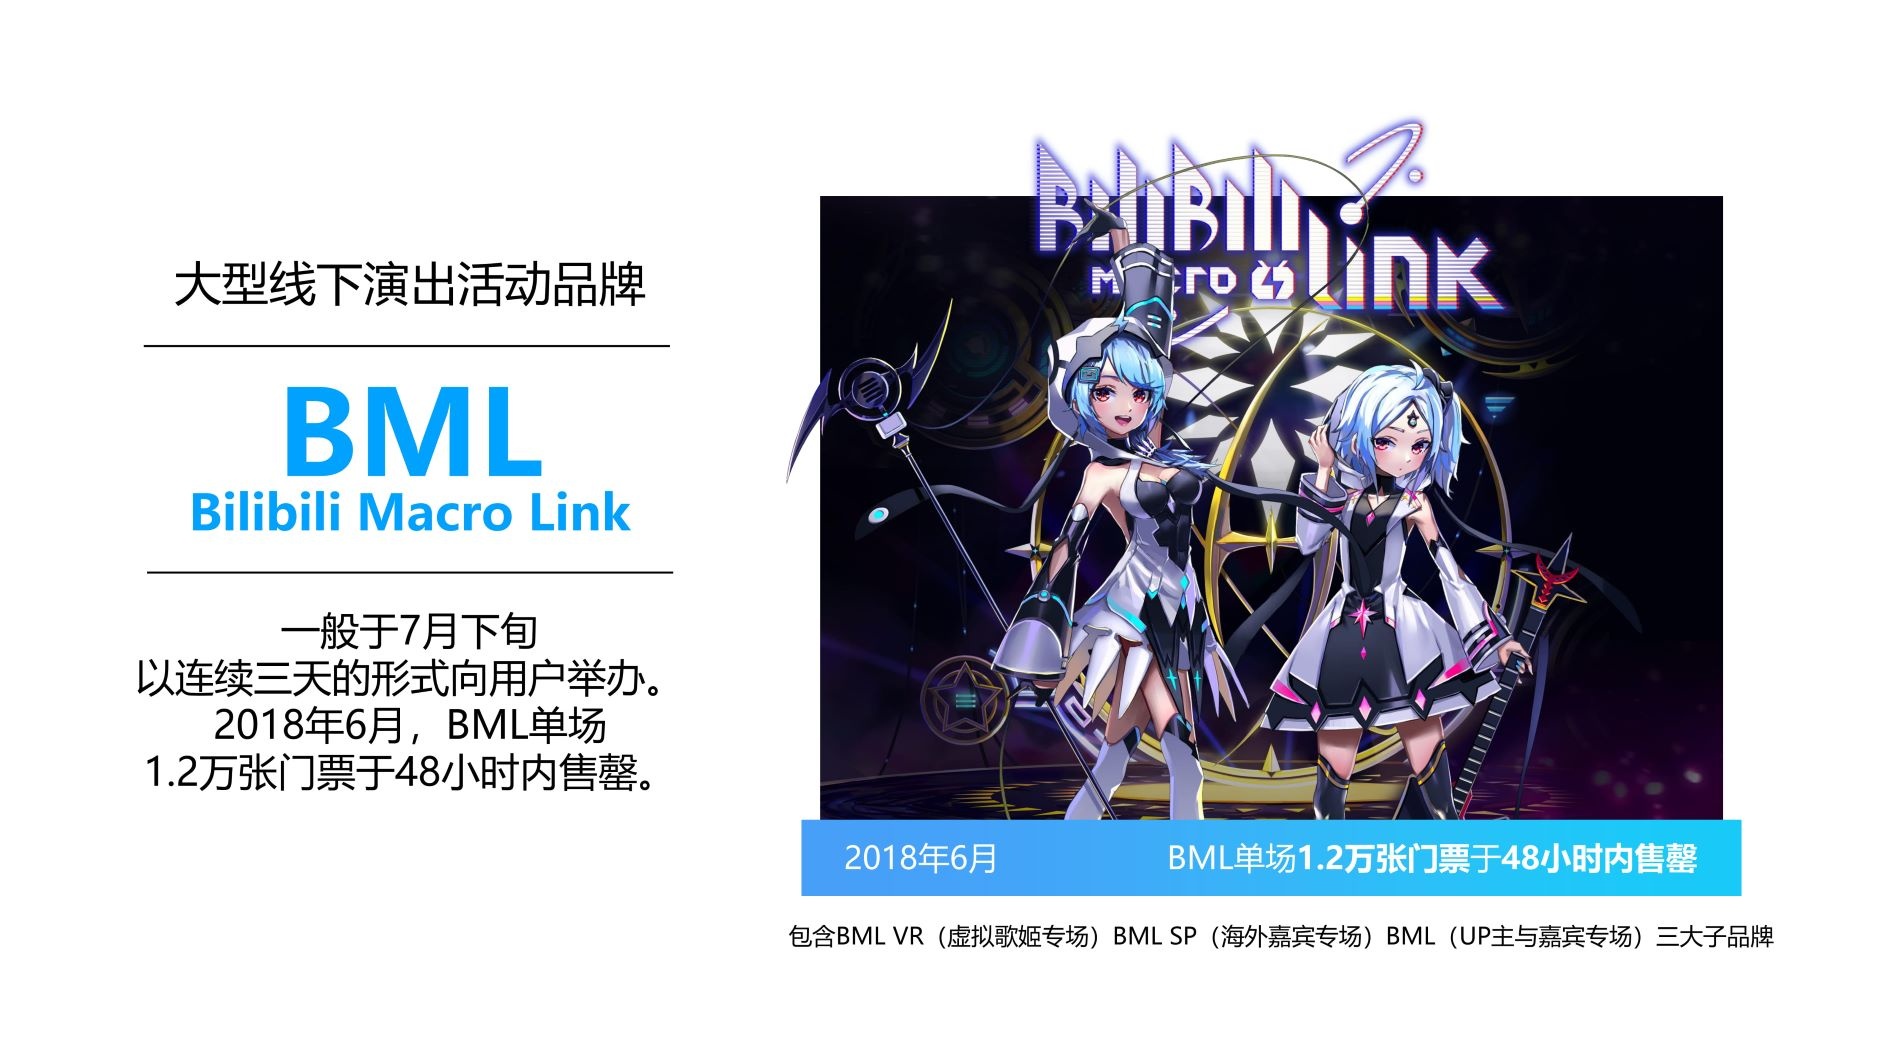 大型线下演出活动品牌
BML
Bilibili Macro Link
一般于7月下旬
以连续三天的形式向用户举办。
2018年6月，BML单场
1.2万张门票于48小时内售罄。
BILIBILI
MACRO LINK
2018年6月 BML单场1.2万张门票于48小时内售罄
包含BML VR（虚拟歌姬专场）BML SP（海外嘉宾专场）BML（UP主与嘉宾专场）三大子品牌